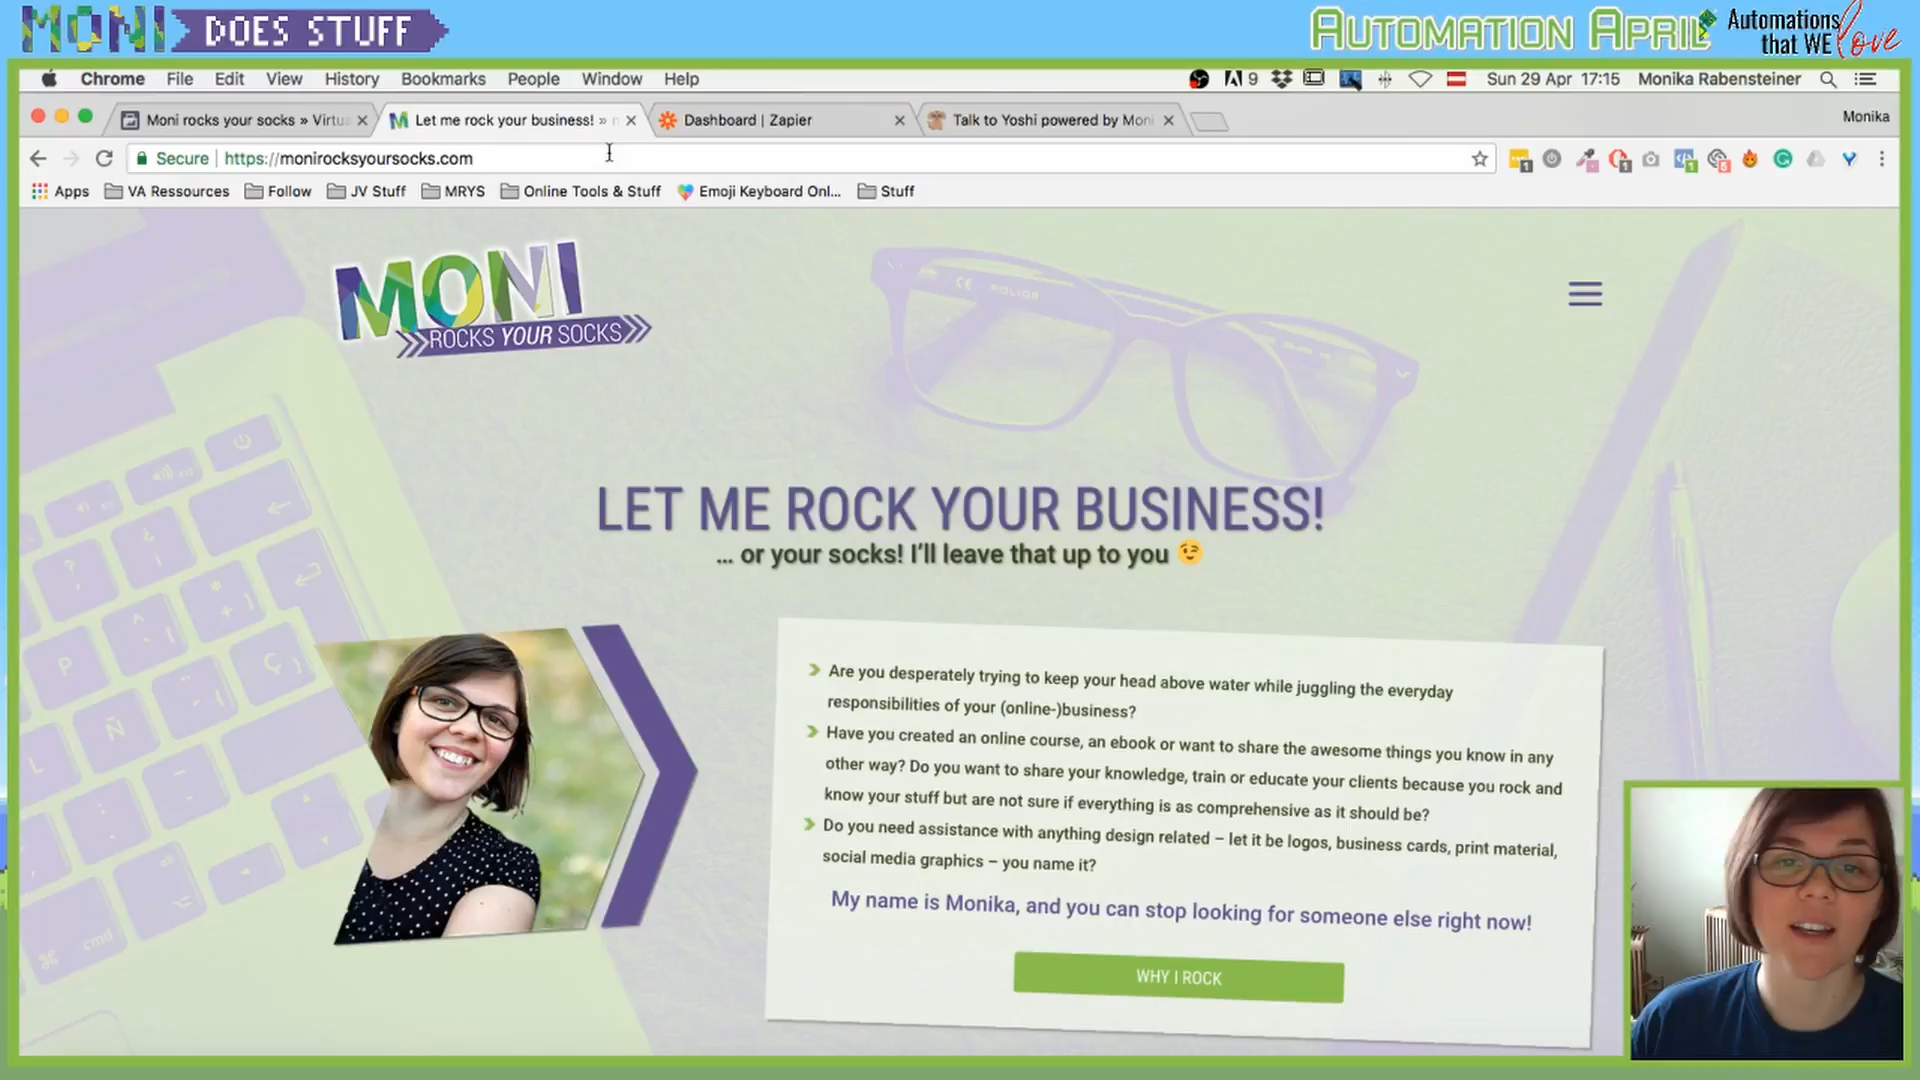 MONI DOES STUFF
AUTOMATION APRIL
Automations
that WE love
Chrome File Edit View History Bookmarks People Window Help
9 Sun 29 Apr 17:15 Monika Rabensteiner
Moni rocks your socks » Virtua
Let me rock your business! »
Dashboard | Zapier
Talk to Yoshi powered by Moni
Monika
Secure https://monirocksyoursocks.com
Apps VA Ressources Follow JV Stuff MRYS Online Tools & Stuff Emoji Keyboard Onl... Stuff
MONI
ROCKS YOUR SOCKS
CE POLICE
LET ME ROCK YOUR BUSINESS!
... or your socks! I'll leave that up to you 😉
Are you desperately trying to keep your head above water while juggling the everyday
responsibilities of your (online-)business?
Have you created an online course, an ebook or want to share the awesome things you know in any
other way? Do you want to share your knowledge, train or educate your clients because you rock and
know your stuff but are not sure if everything is as comprehensive as it should be?
Do you need assistance with anything design related – let it be logos, business cards, print material,
social media graphics – you name it?
My name is Monika, and you can stop looking for someone else right now!
WHY I ROCK
P
Ñ
Ç
L
cmd